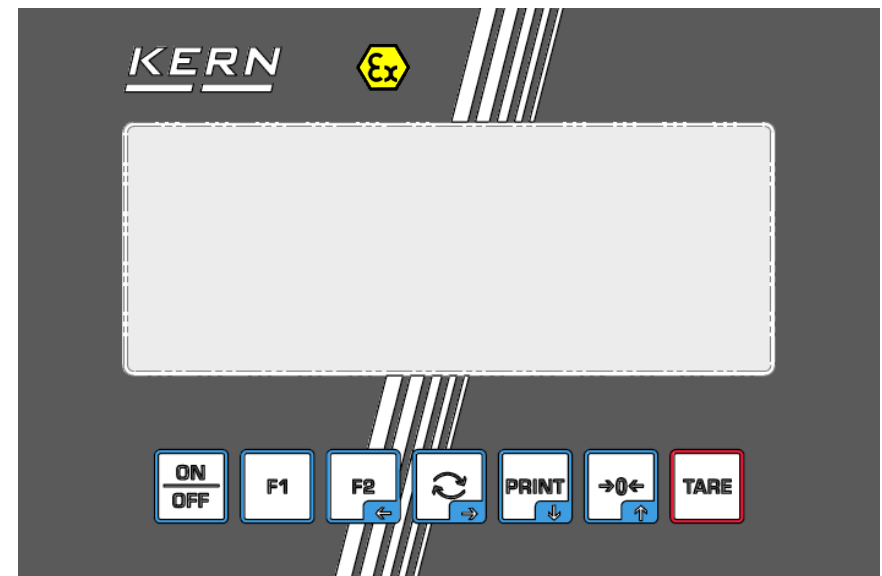 KERN
Ex
ON
OFF
F1
F2
PRINT
→0←
TARE